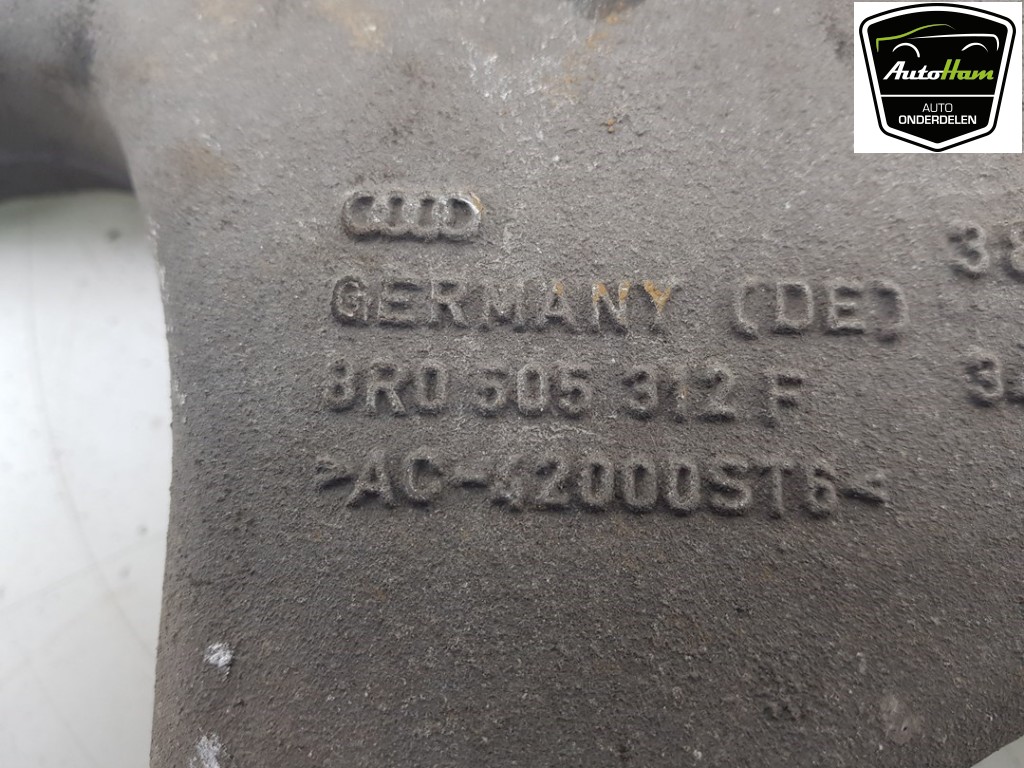 AutoHam
AUTO
ONDERDELEN
GERMANY (DE)
8R0 505 312 F
>AC-42000ST6<